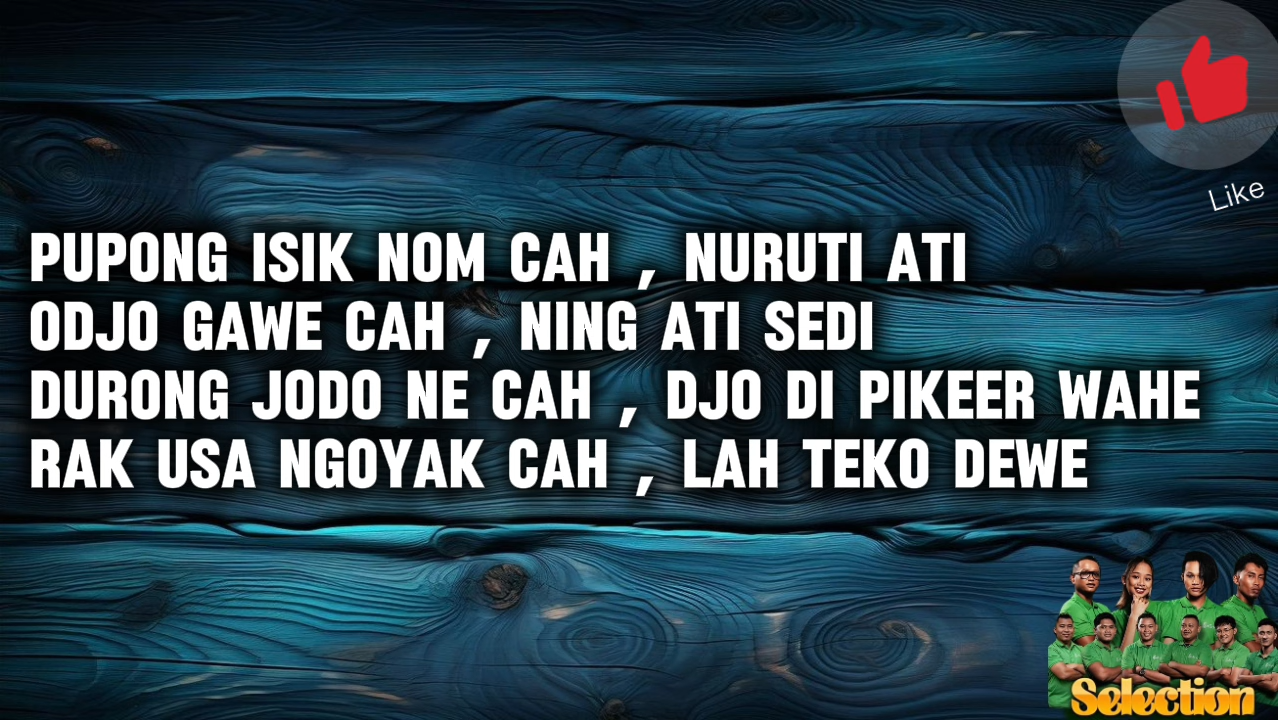 Like
PUPONG ISIK NOM CAH , NURUTI ATI
ODJO GAWE CAH , NING ATI SEDI
DURONG JODO NE CAH , DJO DI PIKEER WAHE
RAK USA NGOYAK CAH , LAH TEKO DEWE
Selection